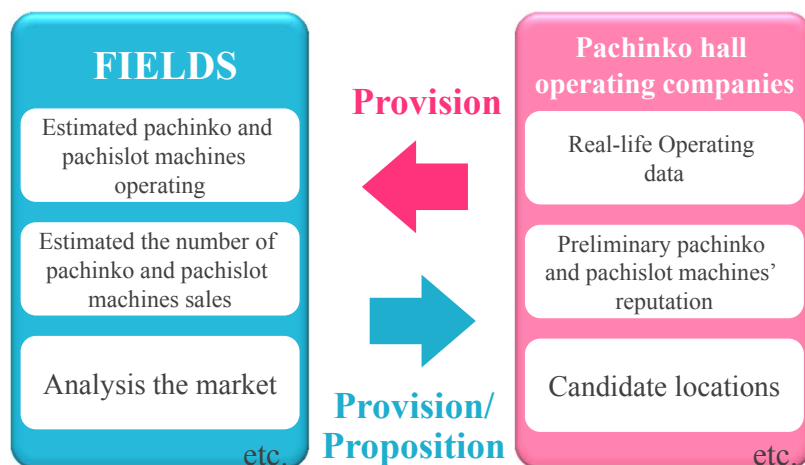 FIELDS
Estimated pachinko and
pachislot machines
operating
Estimated the number of
pachinko and pachislot
machines sales
Analysis the market
etc.
Provision
Provision/
Proposition
Pachinko hall
operating companies
Real-life Operating
data
Preliminary pachinko
and pachislot machines’
reputation
Candidate locations
etc.